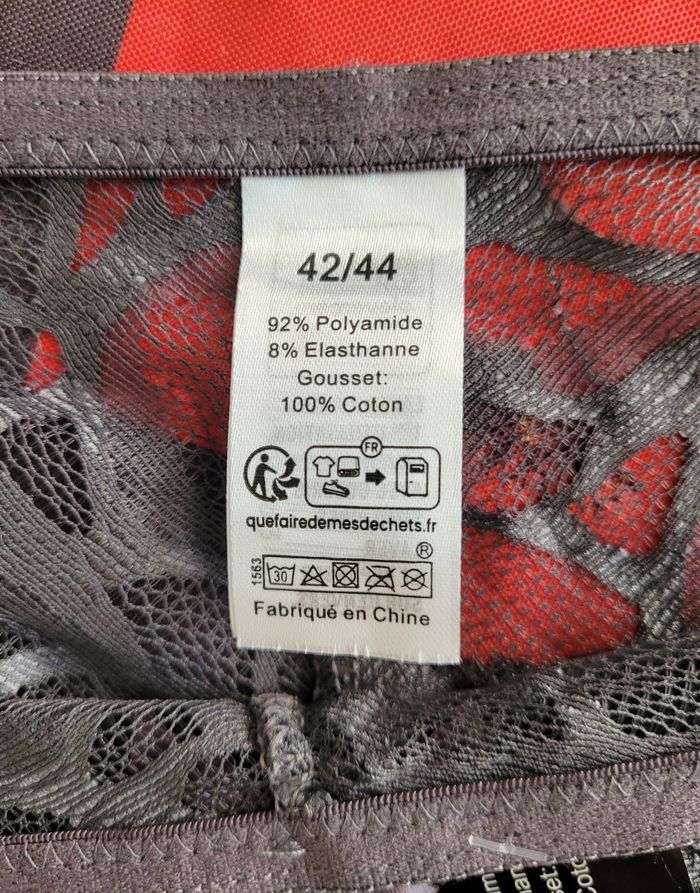 42/44
92% Polyamide
8% Elasthanne
Gousset:
100% Coton
FR
quefairedemesdechets.fr
®
1563
30
Fabriqué en Chine